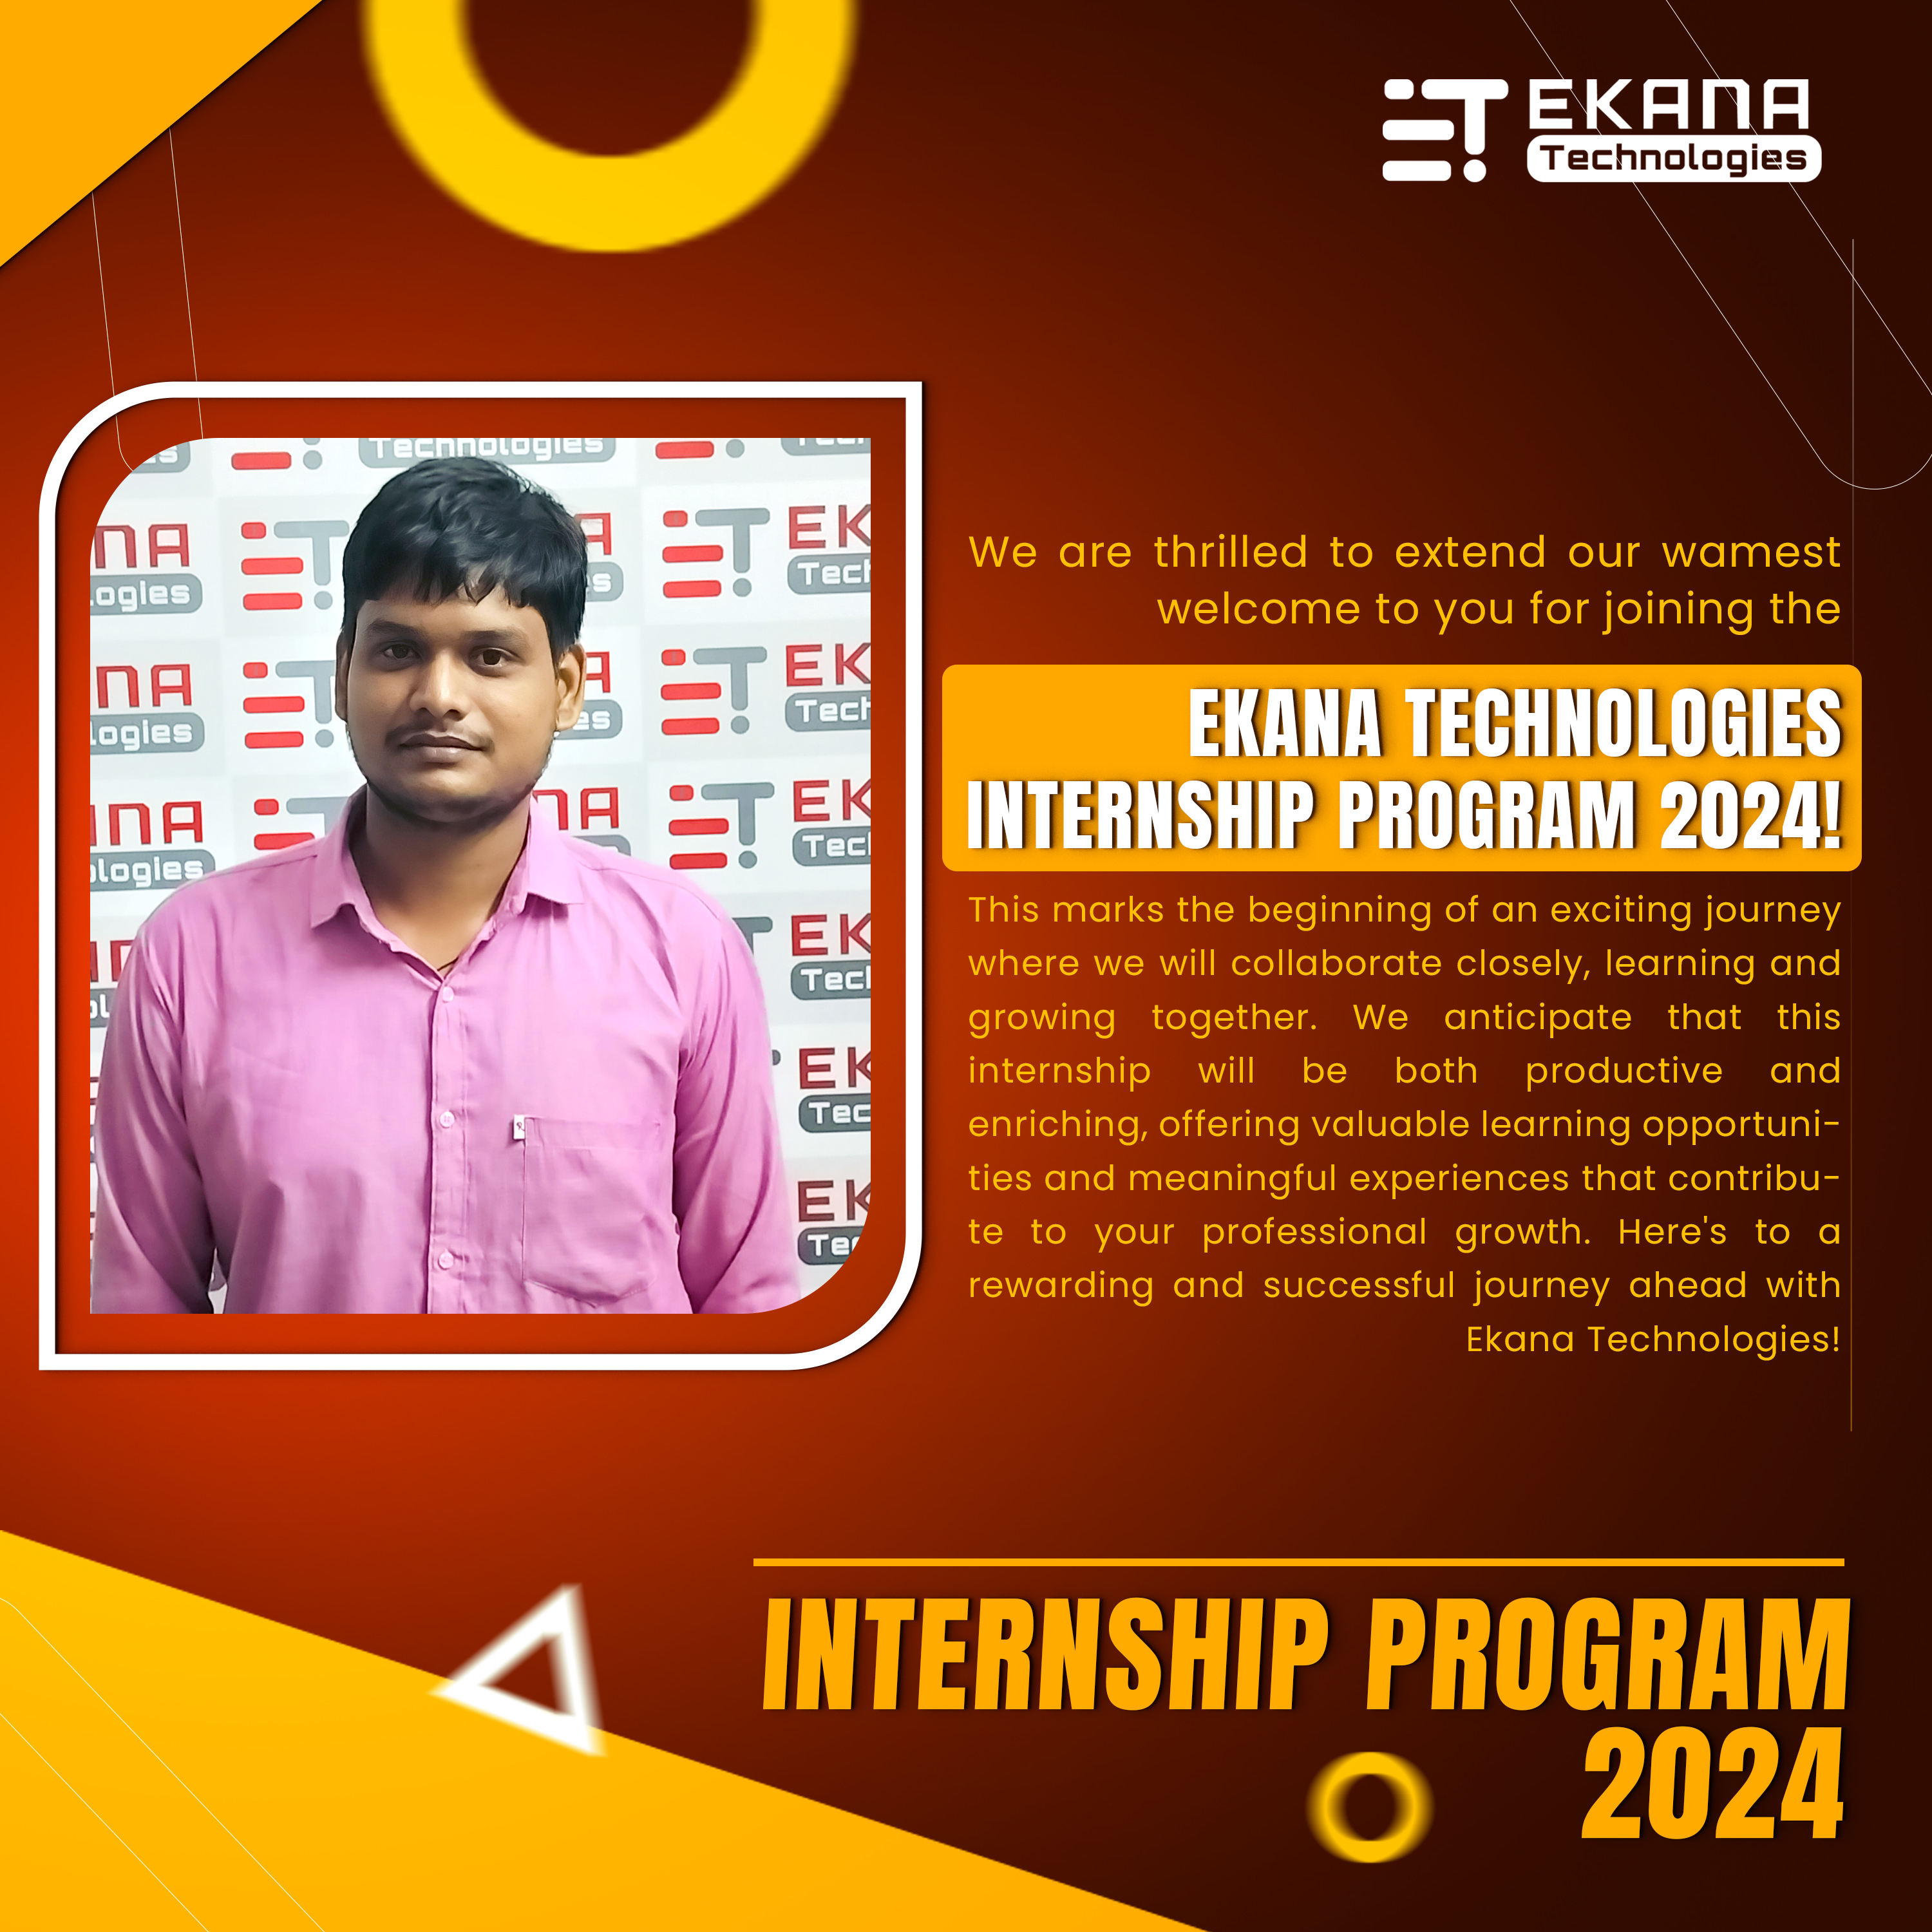 EKANA
Technologies
We are thrilled to extend our wamest
welcome to you for joining the
EKANA TECHNOLOGIES
INTERNSHIP PROGRAM 2024!
This marks the beginning of an exciting journey
where we will collaborate closely, learning and
growing together. We anticipate that this
internship will be both productive and
enriching, offering valuable learning opportuni-
ties and meaningful experiences that contribu-
te to your professional growth. Here's to a
rewarding and successful journey ahead with
Ekana Technologies!
INTERNSHIP PROGRAM
2024